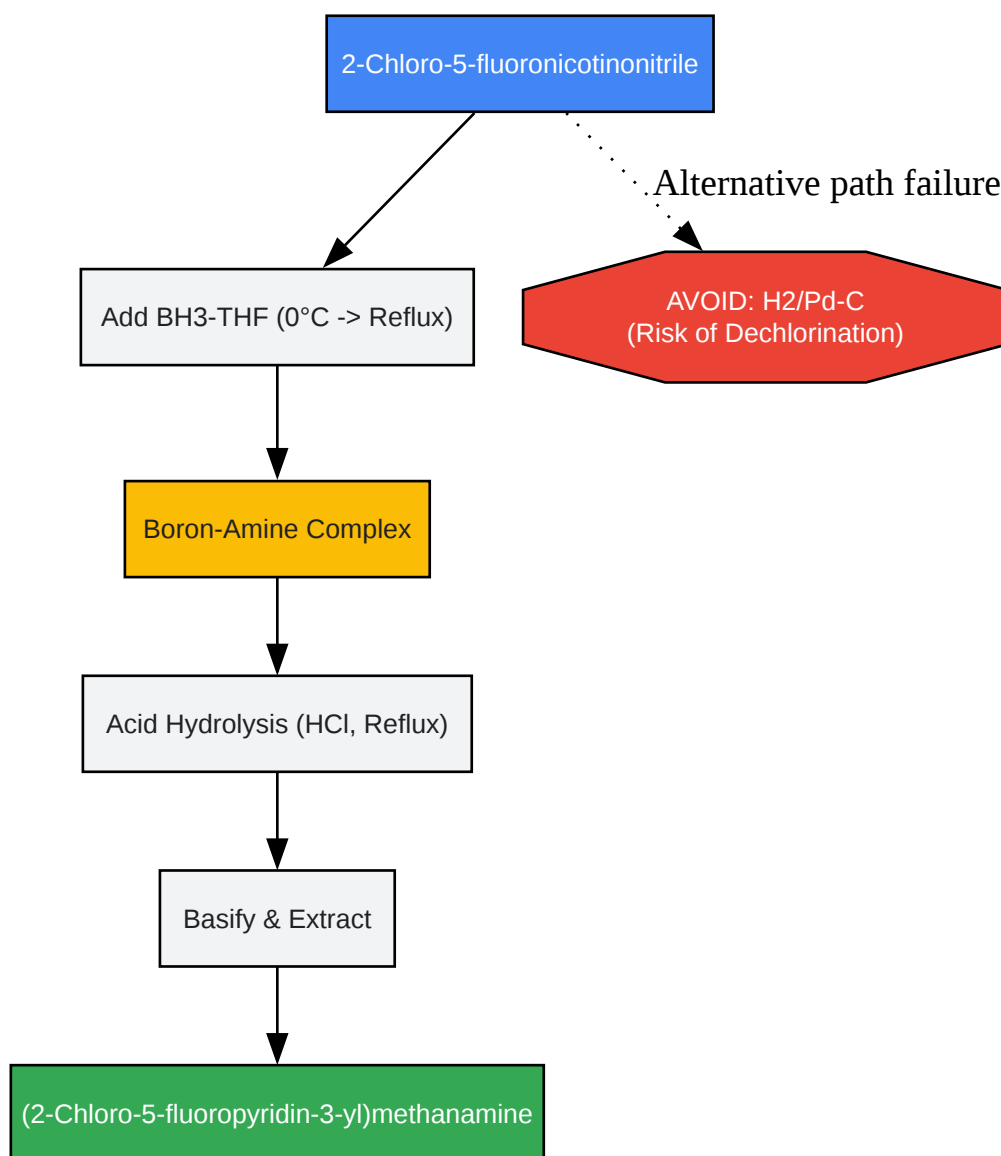 2-Chloro-5-fluoronicotinonitrile
Alternative path failure
Add BH3-THF (0°C -> Reflux)
AVOID: H2/Pd-C
(Risk of Dechlorination)
Boron-Amine Complex
Acid Hydrolysis (HCl, Reflux)
Basify & Extract
(2-Chloro-5-fluoropyridin-3-yl)methanamine